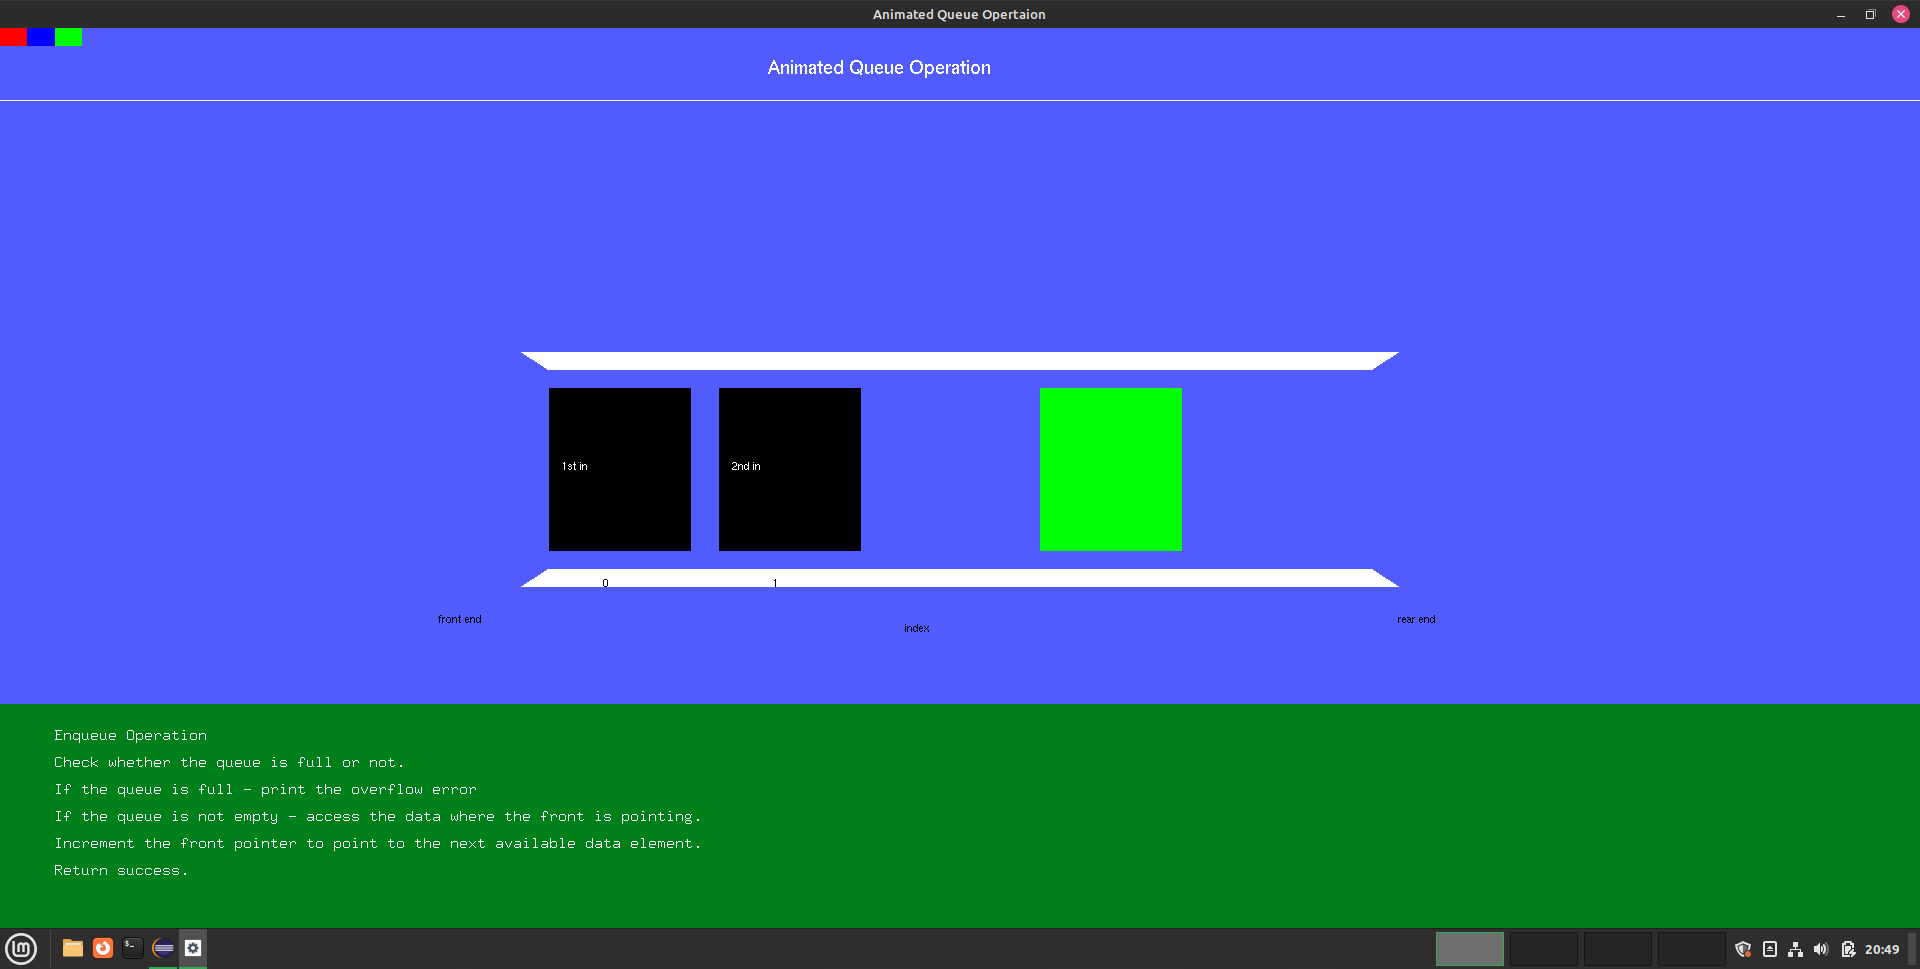 Animated Queue Opertaion
Animated Queue Operation
1st in
2nd in
0
1
front end
index
rear end
Enqueue Operation
Check whether the queue is full or not.
If the queue is full - print the overflow error
If the queue is not empty - access the data where the front is pointing.
Increment the front pointer to point to the next available data element.
Return success.
20:49